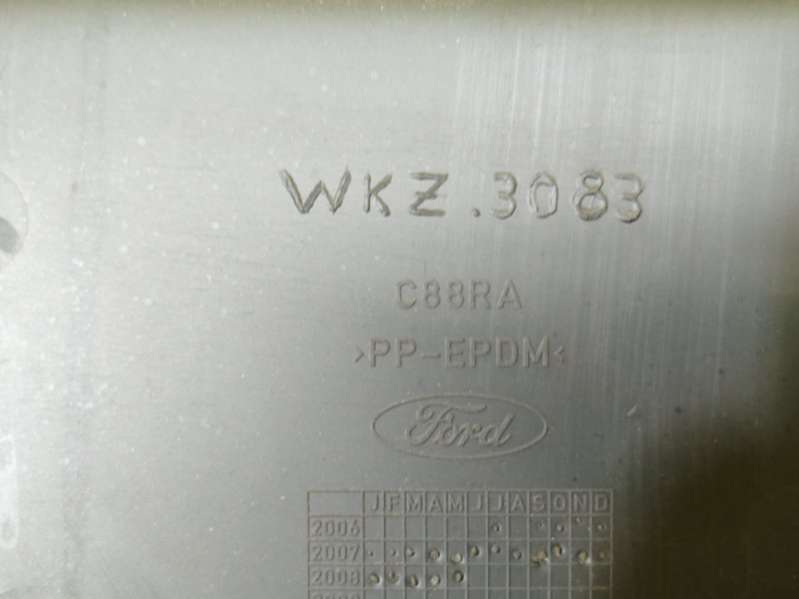 WKZ.3083
C88RA
>PP-EPDM<
Ford
J F M A M J J A S O N D
2006
2007
2008